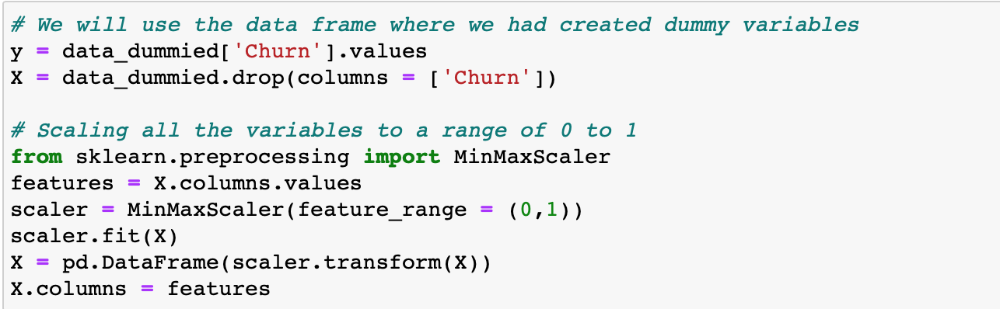 # We will use the data frame where we had created dummy variables
y = data_dummied['Churn'].values
X = data_dummied.drop(columns = ['Churn'])
# Scaling all the variables to a range of 0 to 1
from sklearn.preprocessing import MinMaxScaler
features = X.columns.values
scaler = MinMaxScaler(feature_range = (0,1))
scaler.fit(X)
X = pd.DataFrame(scaler.transform(X))
X.columns = features